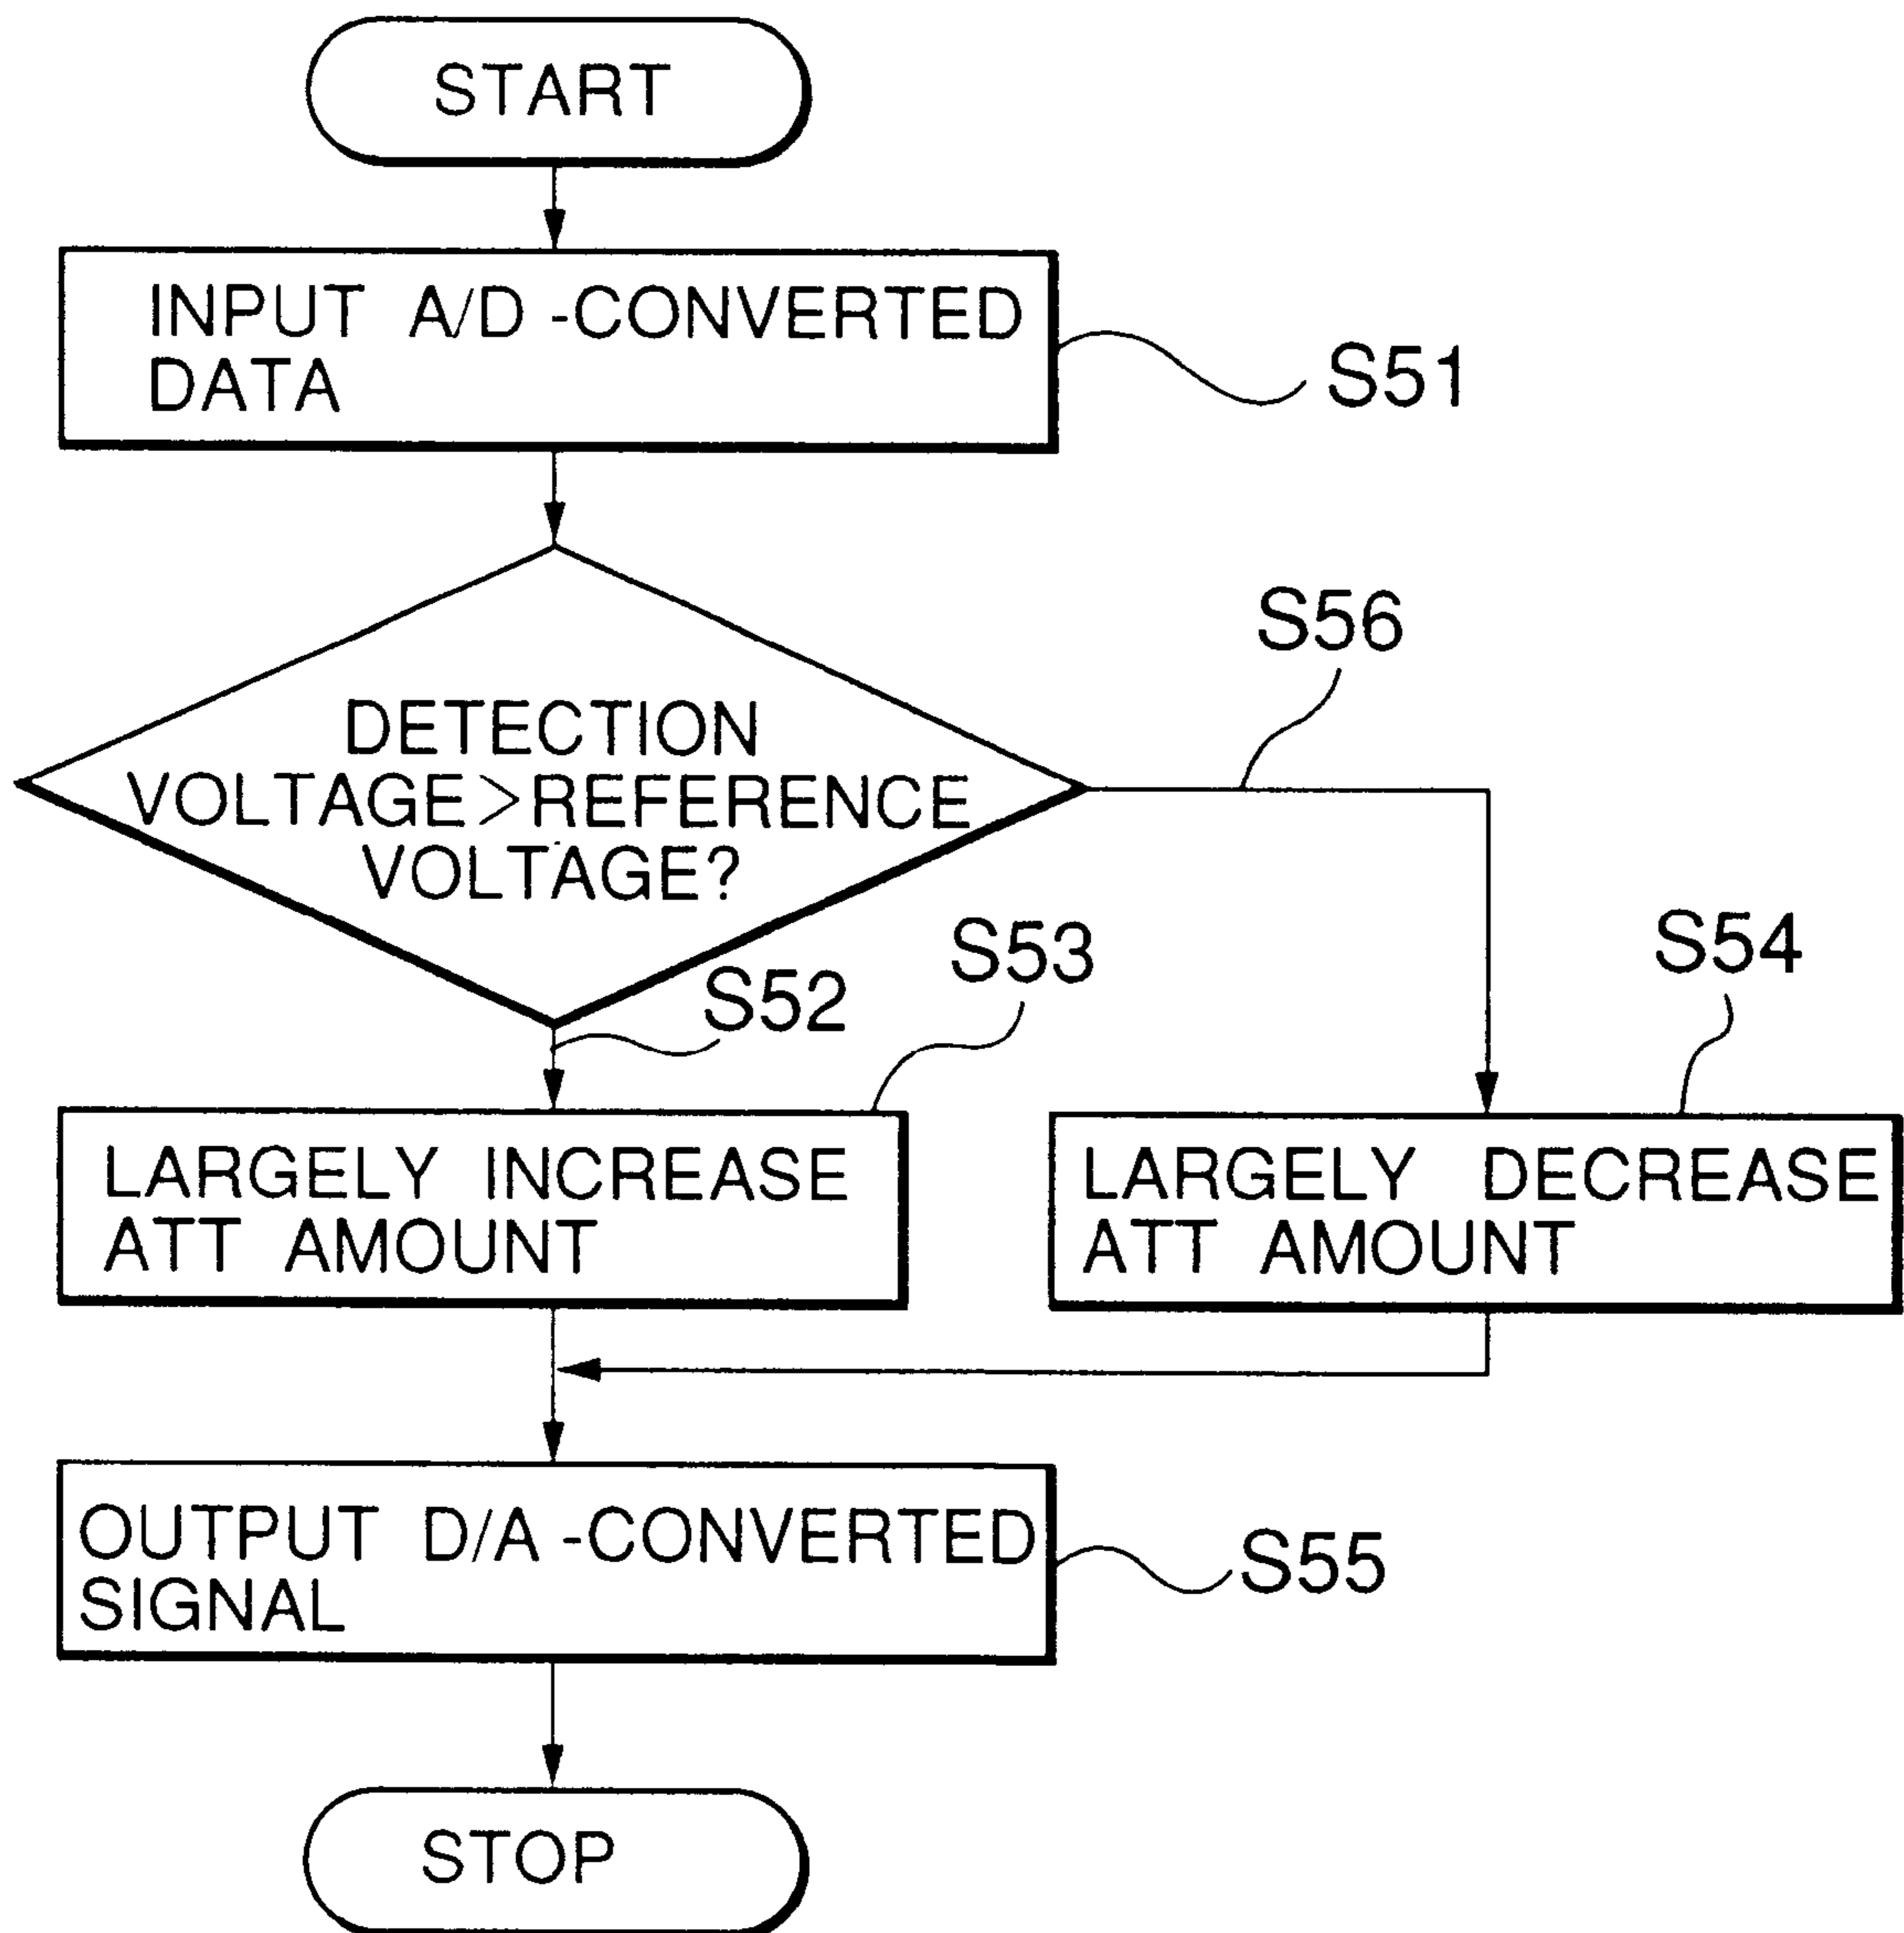 START
INPUT A/D-CONVERTED
DATA
S51
S56
DETECTION
VOLTAGE>REFERENCE
VOLTAGE?
S52
S53
S54
LARGELY INCREASE
ATT AMOUNT
LARGELY DECREASE
ATT AMOUNT
OUTPUT D/A-CONVERTED
SIGNAL
S55
STOP